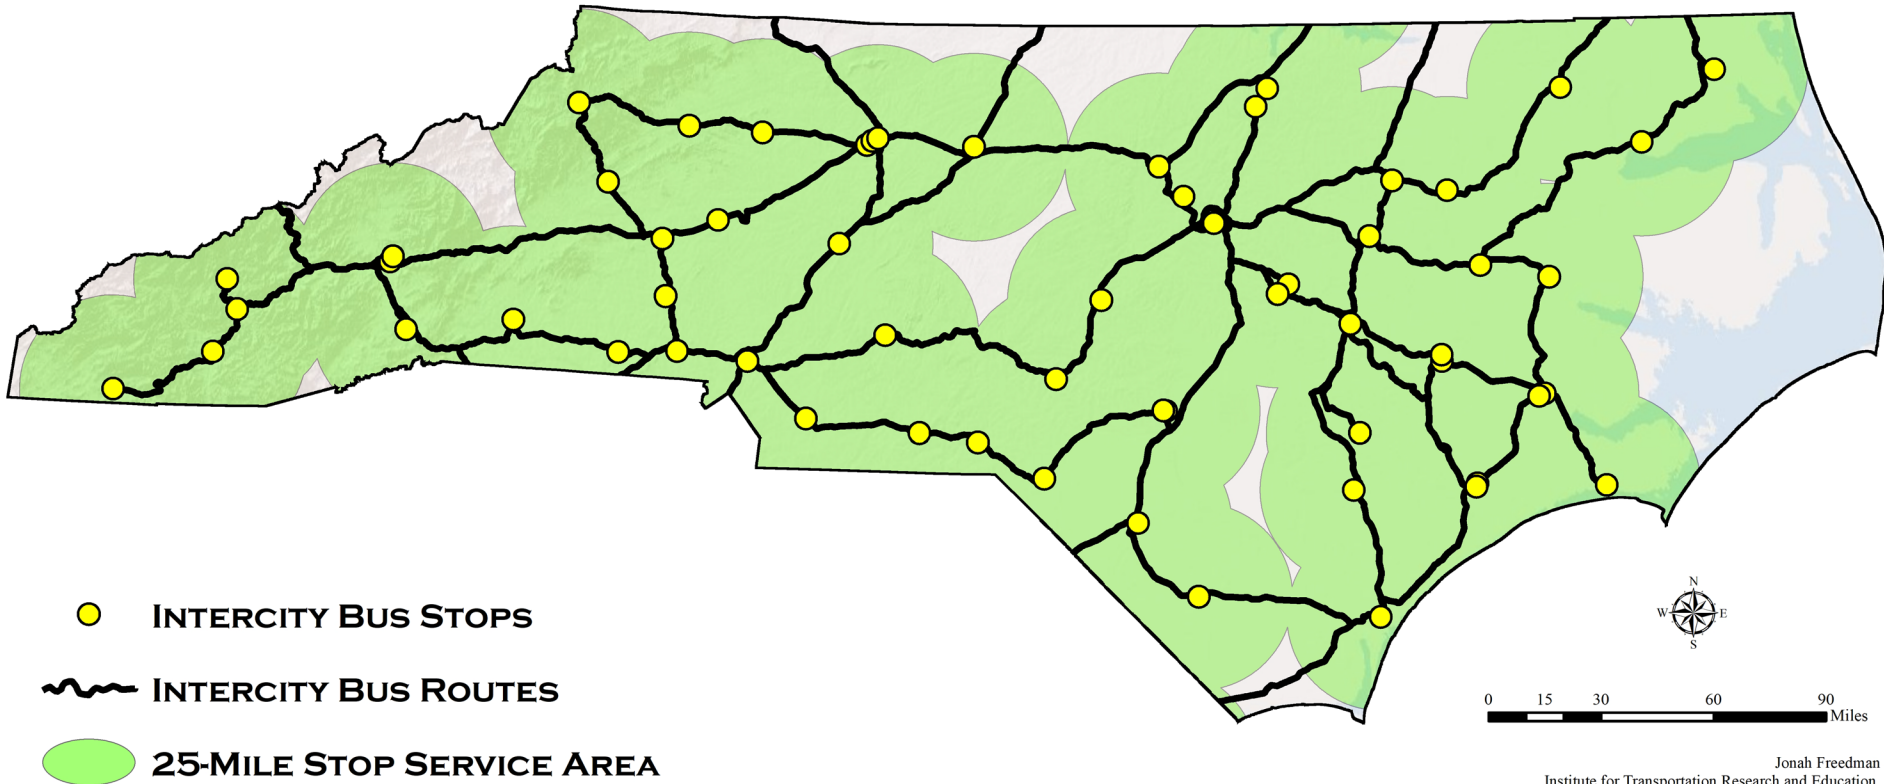 INTERCITY BUS STOPS
INTERCITY BUS ROUTES
25-MILE STOP SERVICE AREA
N
W E
S
0 15 30 60 90
Miles
Jonah Freedman
Institute for Transportation Research and Education